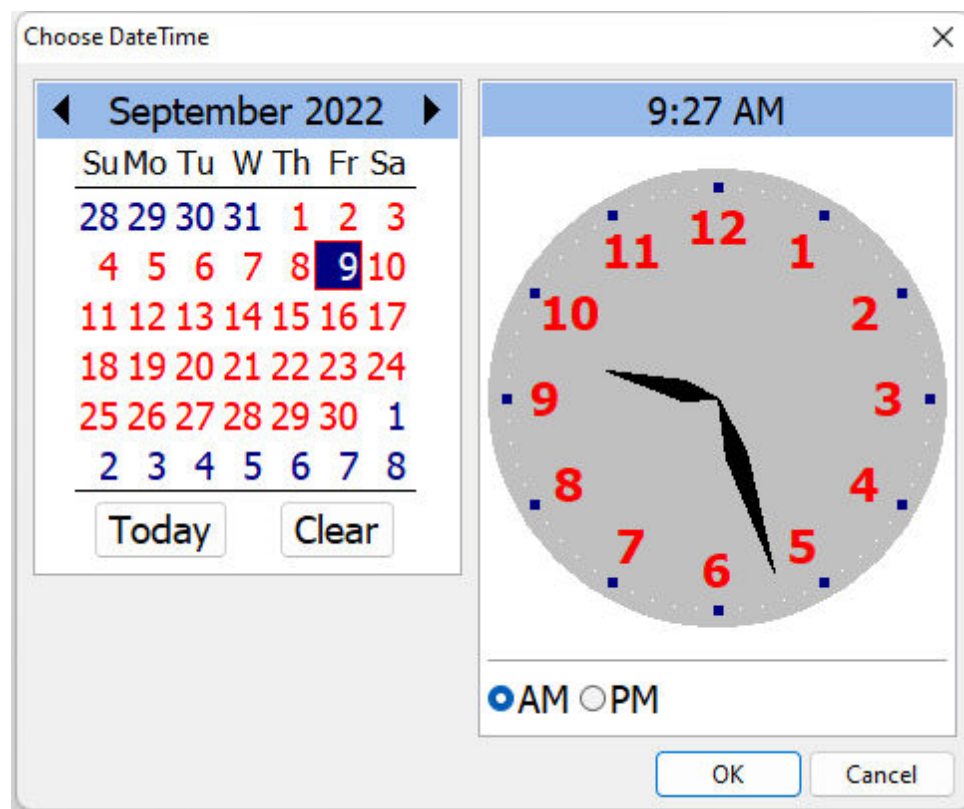 Choose DateTime
September 2022
Su Mo Tu W Th Fr Sa
28 29 30 31 1 2 3
4 5 6 7 8 9 10
11 12 13 14 15 16 17
18 19 20 21 22 23 24
25 26 27 28 29 30 1
2 3 4 5 6 7 8
Today Clear
9:27 AM
12
11 1
10 2
9 3
8 4
7 5
6
AM PM
OK Cancel